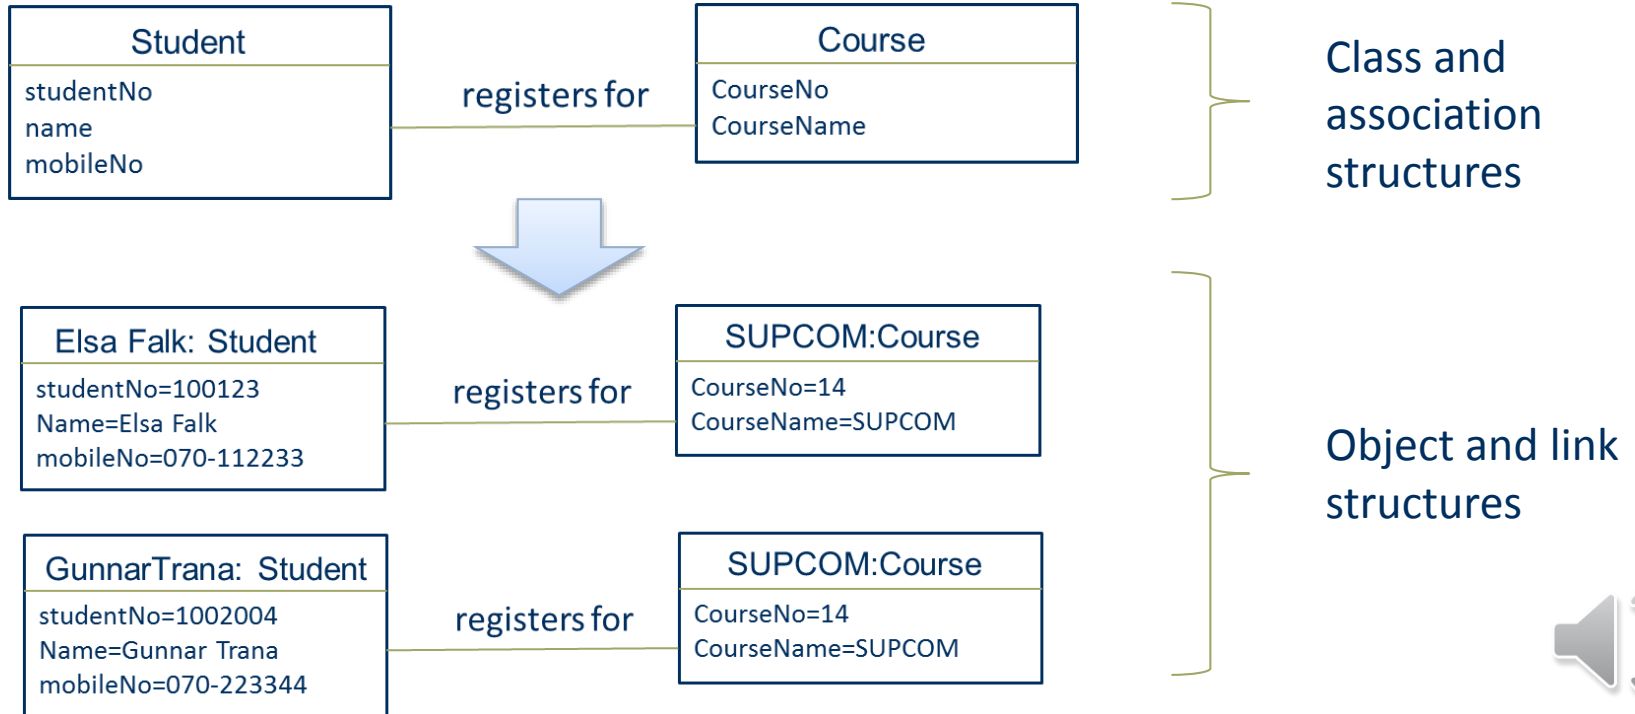 Student
studentNo
name
mobileNo
registers for
Course
CourseNo
CourseName
Class and
association
structures
Elsa Falk: Student
studentNo=100123
Name=Elsa Falk
mobileNo=070-112233
registers for
SUPCOM:Course
CourseNo=14
CourseName=SUPCOM
GunnarTrana: Student
studentNo=1002004
Name=Gunnar Trana
mobileNo=070-223344
registers for
SUPCOM:Course
CourseNo=14
CourseName=SUPCOM
Object and link
structures